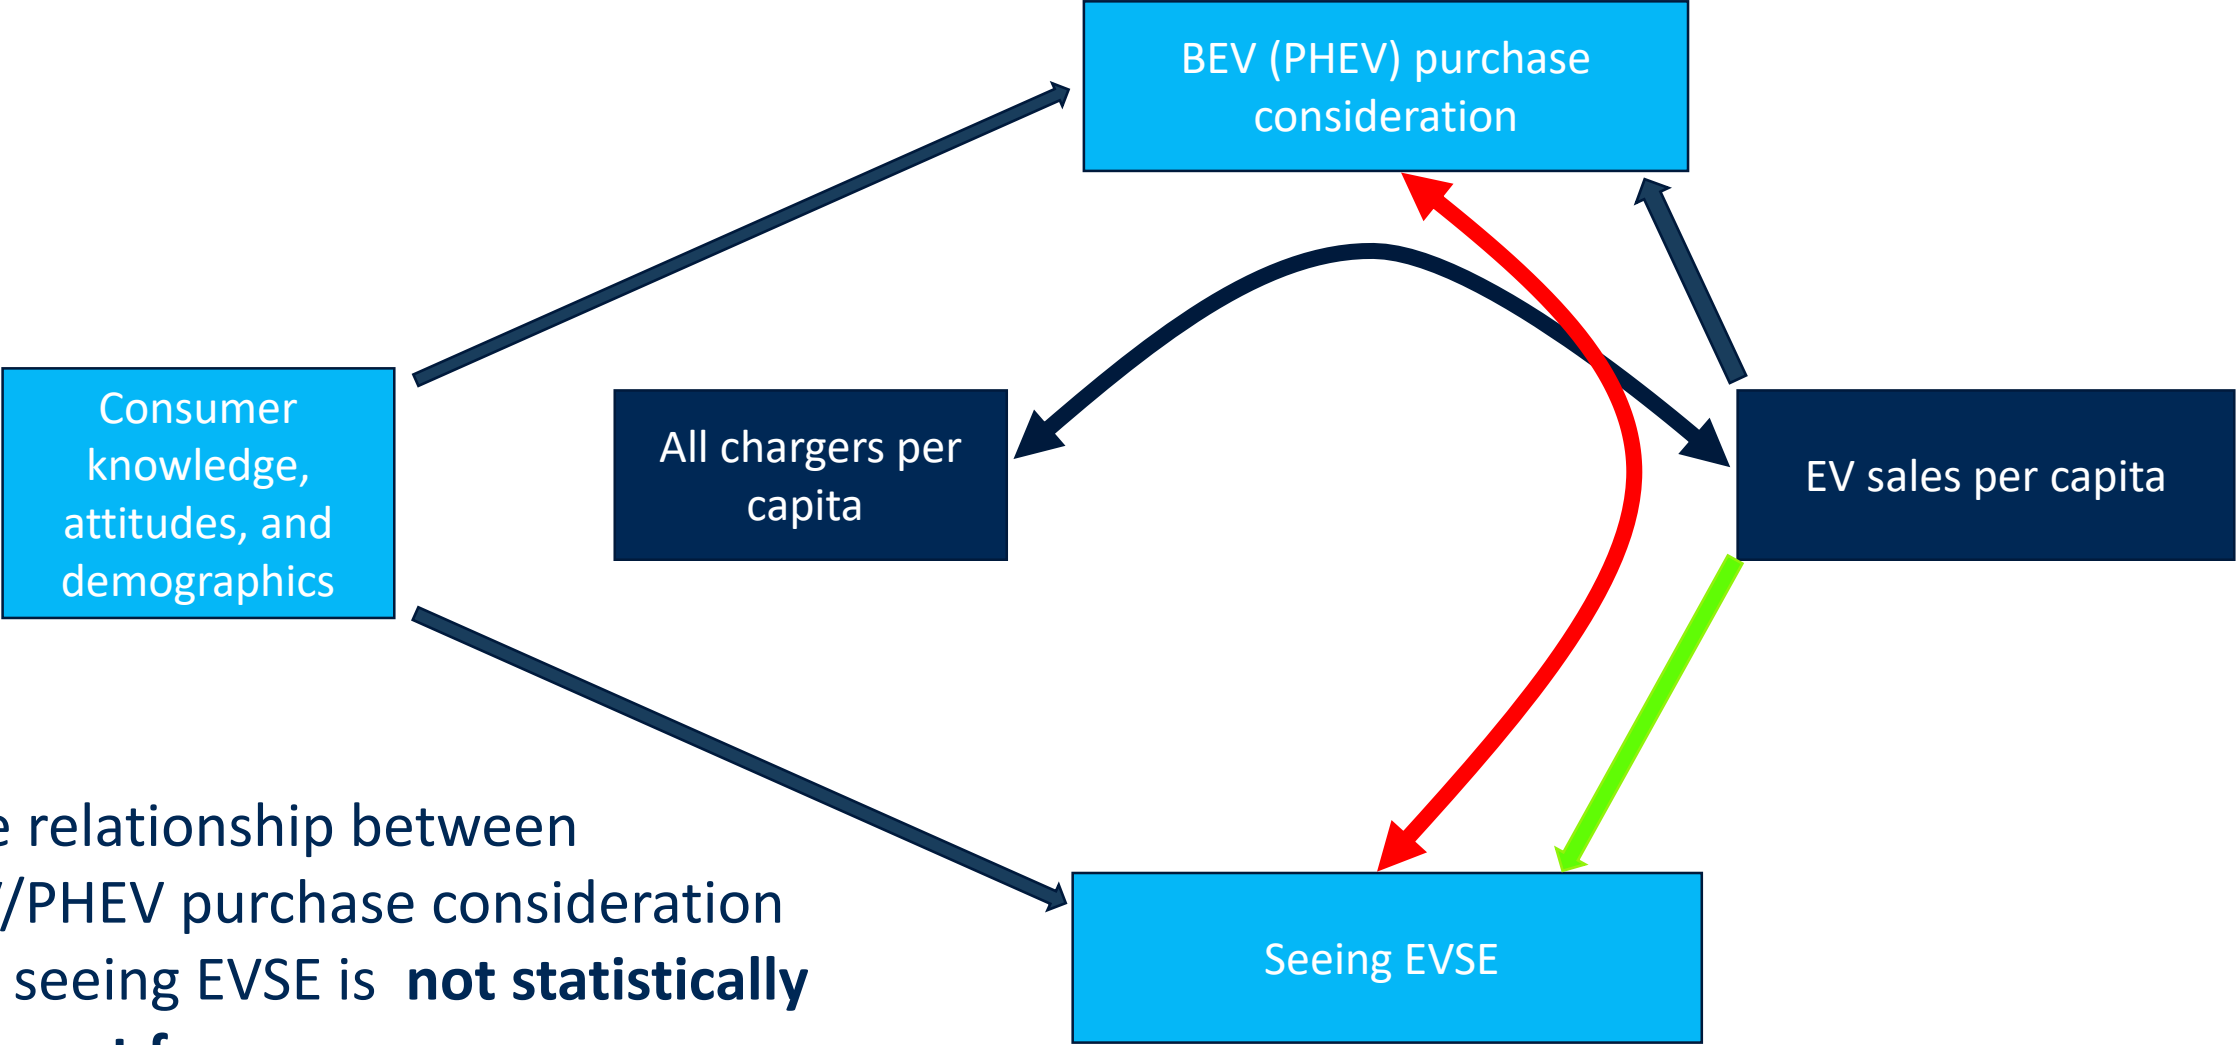 BEV (PHEV) purchase
consideration
Consumer
knowledge,
attitudes, and
demographics
All chargers per
capita
EV sales per capita
relationship between
/PHEV purchase consideration
seeing EVSE is not statistically
Seeing EVSE